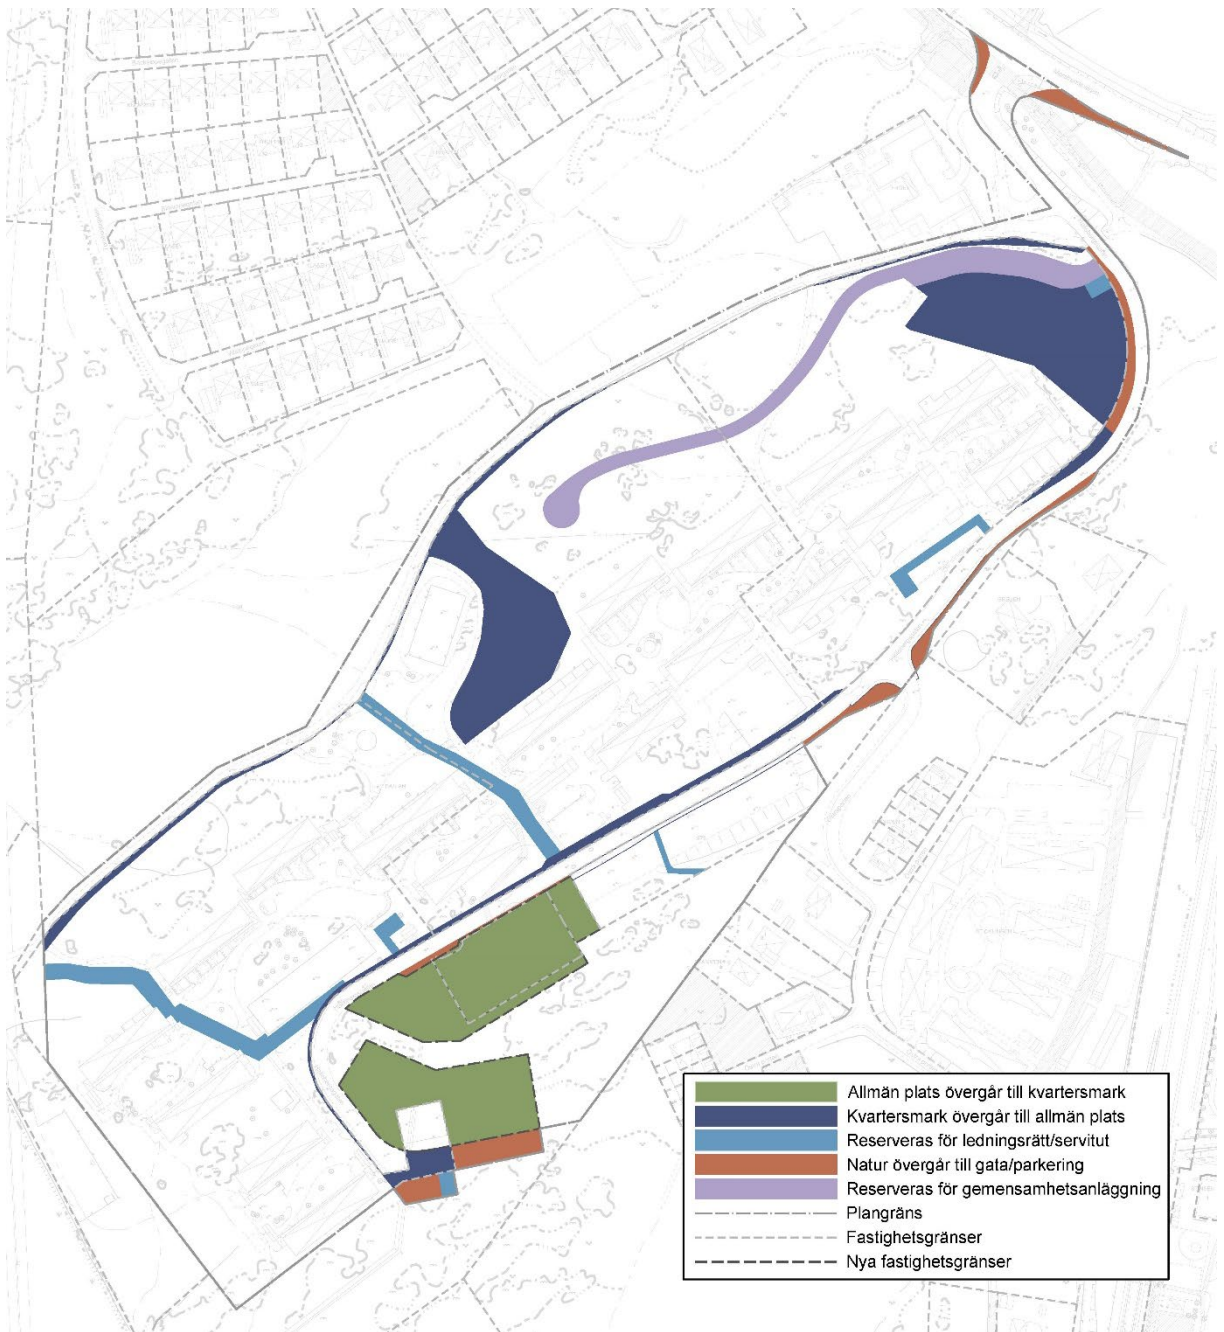 Allmän plats övergår till kvartersmark
Kvartersmark övergår till allmän plats
Reserveras för ledningsrätt/servitut
Natur övergår till gata/parkering
Reserveras för gemensamhetsanläggning
Plangräns
Fastighetsgränser
Nya fastighetsgränser